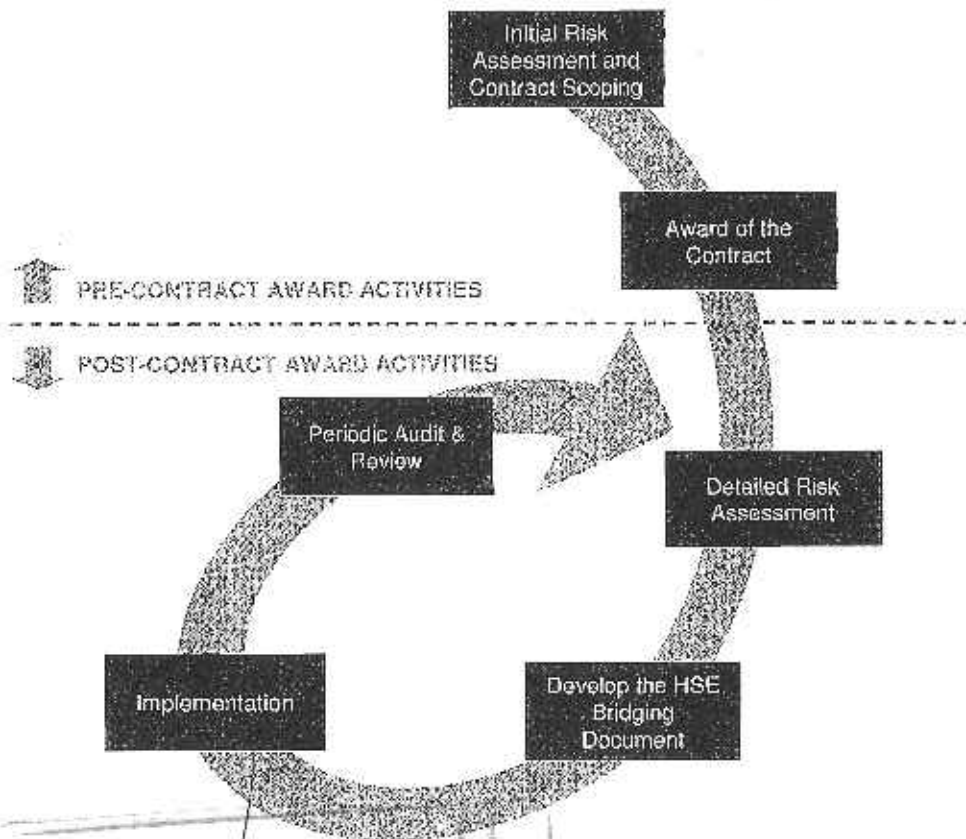 Initial Risk
Assessment and
Contract Scoping
Award of the
Contract
PRE-CONTRACT AWARD ACTIVITIES
POST-CONTRACT AWARD ACTIVITIES
Periodic Audit &
Review
Detailed Risk
Assessment
Implementation
Develop the HSE
Bridging
Document